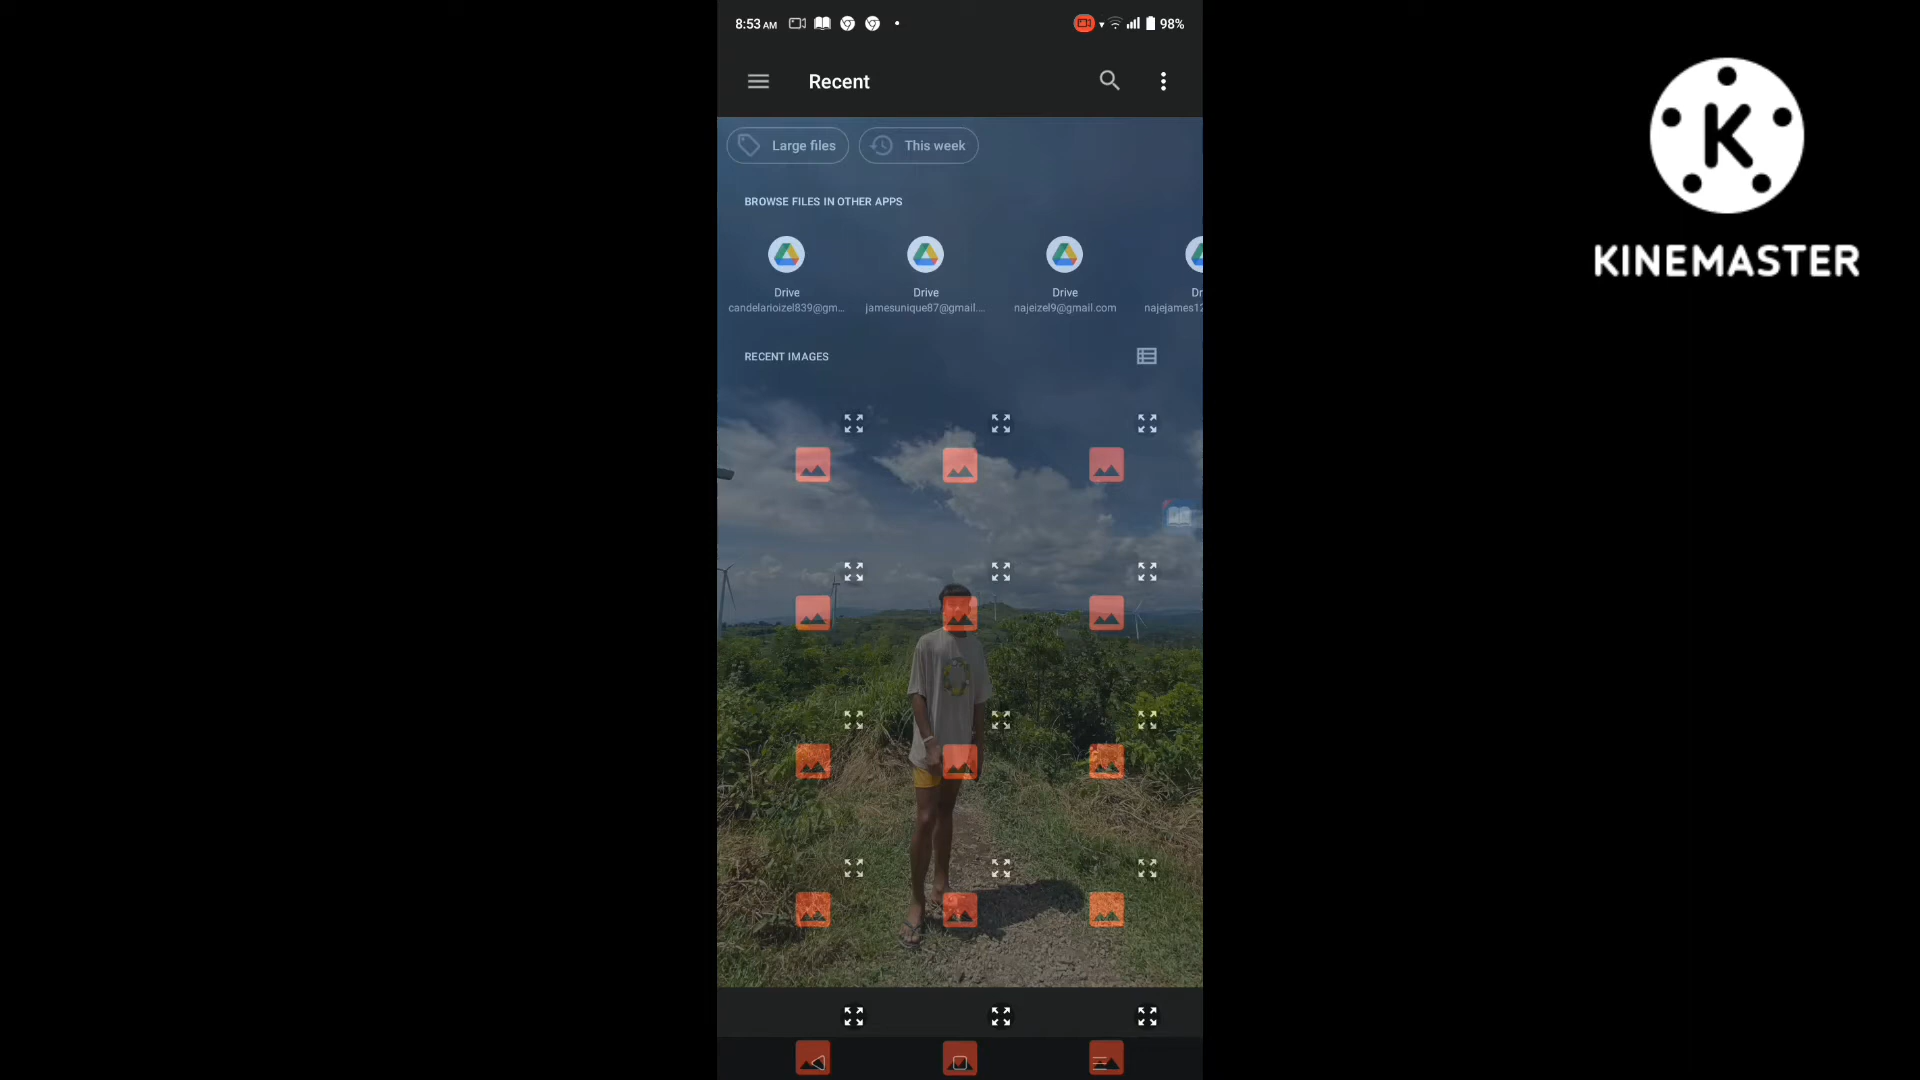 8:53 AM
98%
Recent
Large files
This week
BROWSE FILES IN OTHER APPS
Drive
candelarioizel839@gm...
Drive
jamesunique87@gmail....
Drive
najeizel9@gmail.com
Dr
najejames12
RECENT IMAGES
K
KINEMASTER